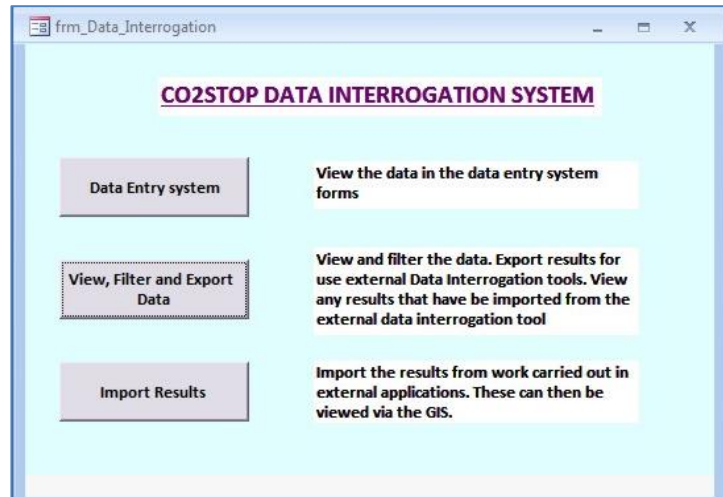 frm_Data_Interrogation
CO2STOP DATA INTERROGATION SYSTEM
Data Entry system
View the data in the data entry system
forms
View, Filter and Export
Data
View and filter the data. Export results for
use external Data Interrogation tools. View
any results that have be imported from the
external data interrogation tool
Import Results
Import the results from work carried out in
external applications. These can then be
viewed via the GIS.